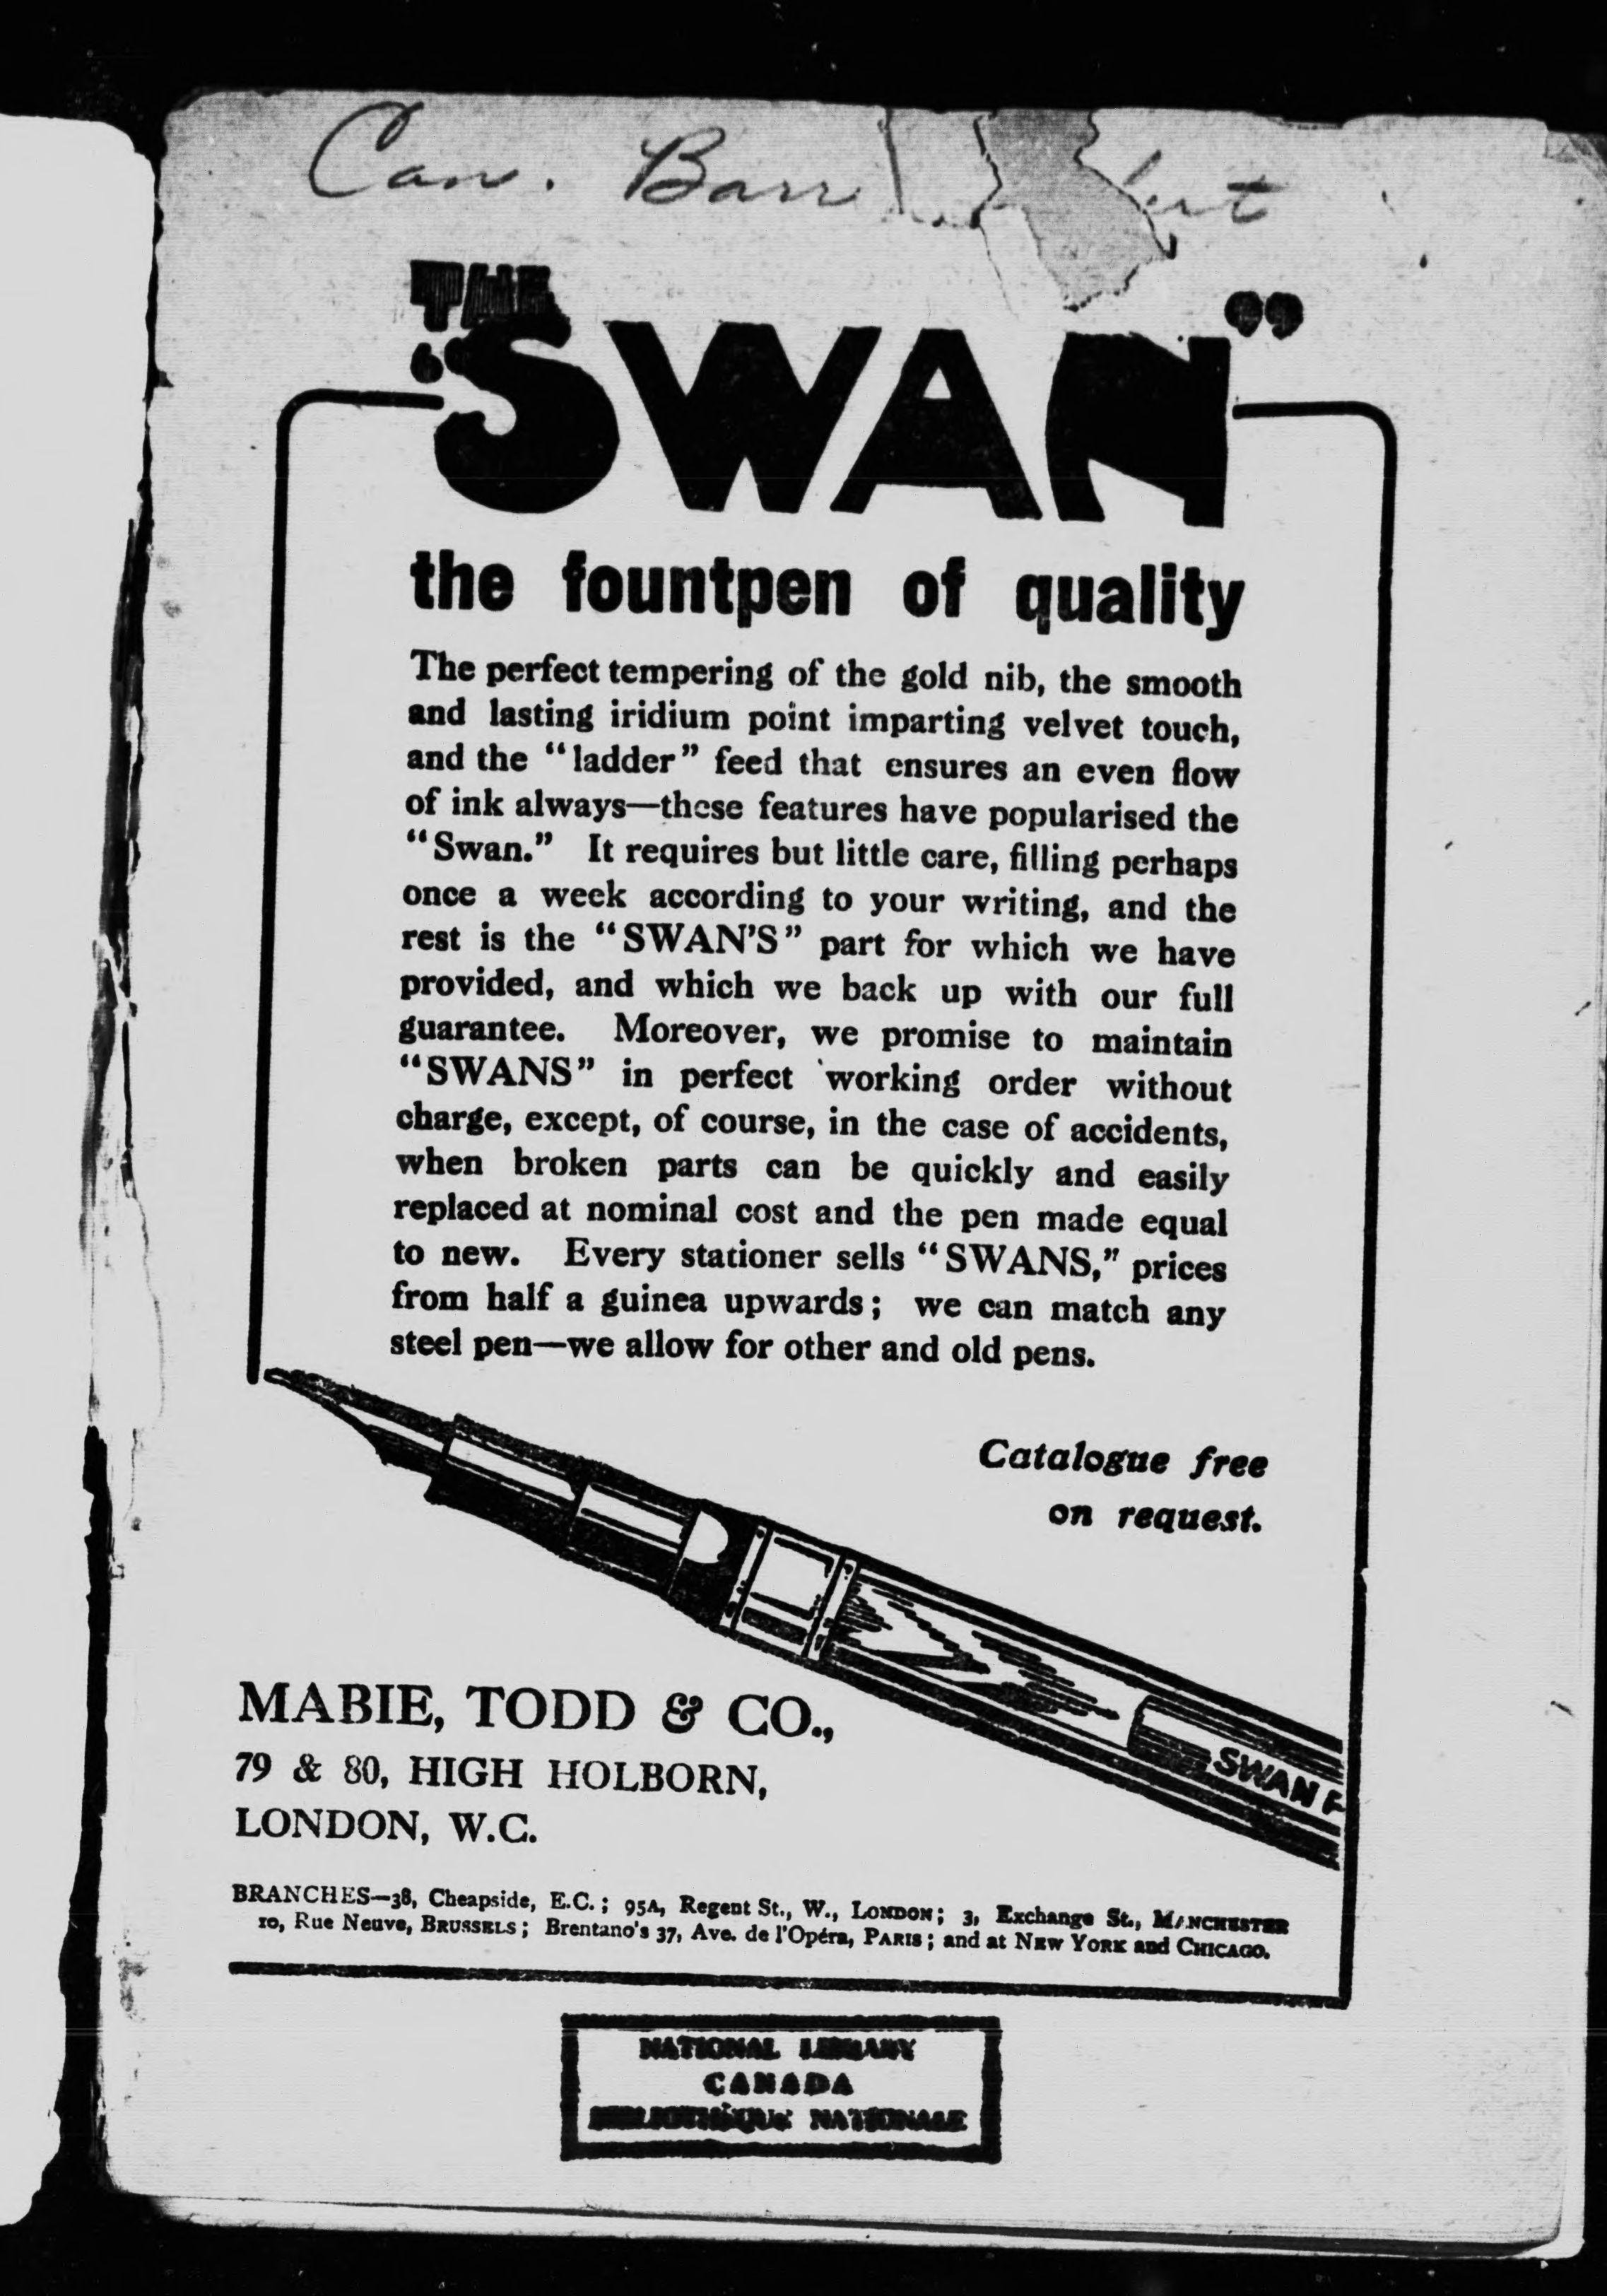 Can. Barr
THE
“SWAN”
the fountpen of quality
The perfect tempering of the gold nib, the smooth
and lasting iridium point imparting velvet touch,
and the “ladder” feed that ensures an even flow
of ink always—these features have popularised the
“Swan.” It requires but little care, filling perhaps
once a week according to your writing, and the
rest is the “SWAN'S” part for which we have
provided, and which we back up with our full
guarantee. Moreover, we promise to maintain
“SWANS” in perfect working order without
charge, except, of course, in the case of accidents,
when broken parts can be quickly and easily
replaced at nominal cost and the pen made equal
to new. Every stationer sells “SWANS,” prices
from half a guinea upwards; we can match any
steel pen—we allow for other and old pens.
Catalogue free
on request.
SWAN P
MABIE, TODD & CO.,
79 & 80, HIGH HOLBORN,
LONDON, W.C.
BRANCHES—38, Cheapside, E.C.; 95A, Regent St., W., LONDON; 3, Exchange St., MANCHESTER
10, Rue Neuve, BRUSSELS; Brentano's 37, Ave. de l'Opéra, PARIS; and at NEW YORK and CHICAGO.
NATIONAL LIBRARY
CANADA
BIBLIOTHÈQUE NATIONALE